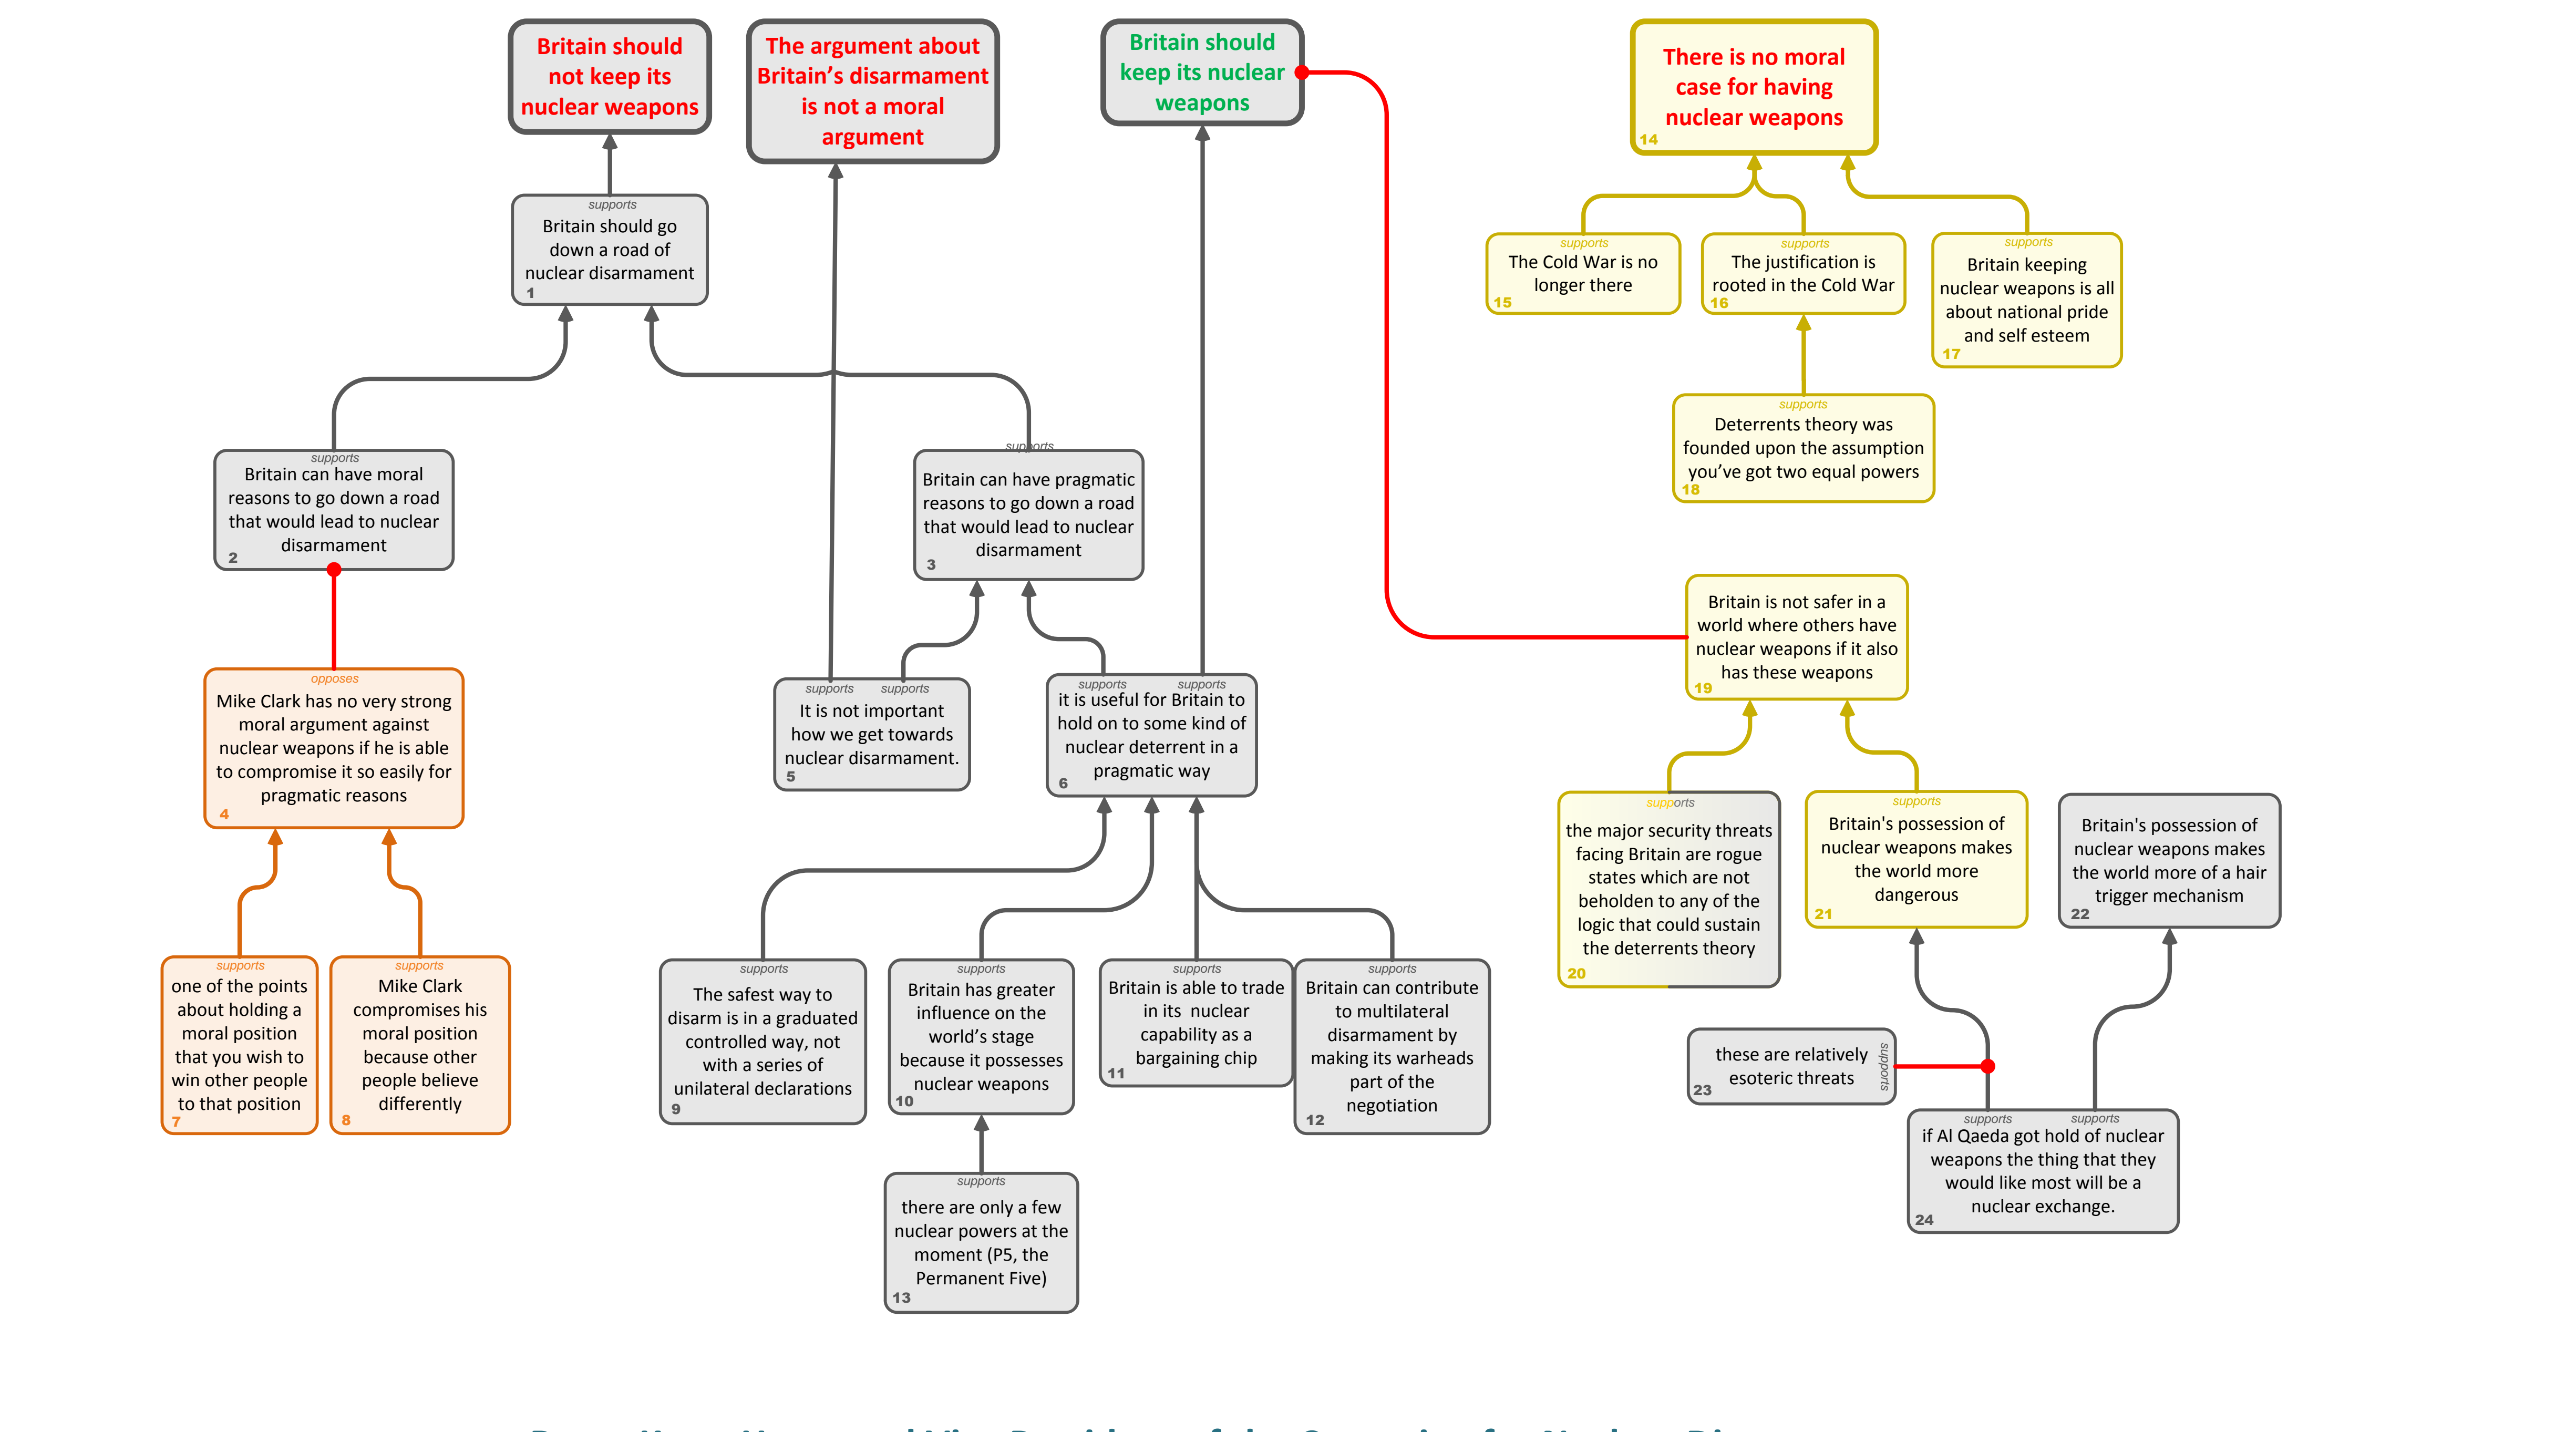 Britain should
not keep its
nuclear weapons
The argument about
Britain’s disarmament
is not a moral
argument
Britain should
keep its nuclear
weapons
There is no moral
case for having
nuclear weapons
14
supports
Britain should go
down a road of
nuclear disarmament
1
supports
The Cold War is no
longer there
15
supports
The justification is
rooted in the Cold War
16
supports
Britain keeping
nuclear weapons is all
about national pride
and self esteem
17
supports
Deterrents theory was
founded upon the assumption
you’ve got two equal powers
18
supports
Britain can have moral
reasons to go down a road
that would lead to nuclear
disarmament
2
supports
Britain can have pragmatic
reasons to go down a road
that would lead to nuclear
disarmament
3
Britain is not safer in a
world where others have
nuclear weapons if it also
has these weapons
19
opposes
Mike Clark has no very strong
moral argument against
nuclear weapons if he is able
to compromise it so easily for
pragmatic reasons
4
supports supports
It is not important
how we get towards
nuclear disarmament.
5
supports supports
it is useful for Britain to
hold on to some kind of
nuclear deterrent in a
pragmatic way
6
supports
the major security threats
facing Britain are rogue
states which are not
beholden to any of the
logic that could sustain
the deterrents theory
20
supports
Britain's possession of
nuclear weapons makes
the world more
dangerous
21
Britain's possession of
nuclear weapons makes
the world more of a hair
trigger mechanism
22
supports
one of the points
about holding a
moral position
that you wish to
win other people
to that position
7
supports
Mike Clark
compromises his
moral position
because other
people believe
differently
8
supports
The safest way to
disarm is in a graduated
controlled way, not
with a series of
unilateral declarations
9
supports
Britain has greater
influence on the
world’s stage
because it possesses
nuclear weapons
10
supports
Britain is able to trade
in its nuclear
capability as a
bargaining chip
11
supports
Britain can contribute
to multilateral
disarmament by
making its warheads
part of the
negotiation
12
supports
these are relatively
esoteric threats
23
supports supports
if Al Qaeda got hold of nuclear
weapons the thing that they
would like most will be a
nuclear exchange.
24
supports
there are only a few
nuclear powers at the
moment (P5, the
Permanent Five)
13